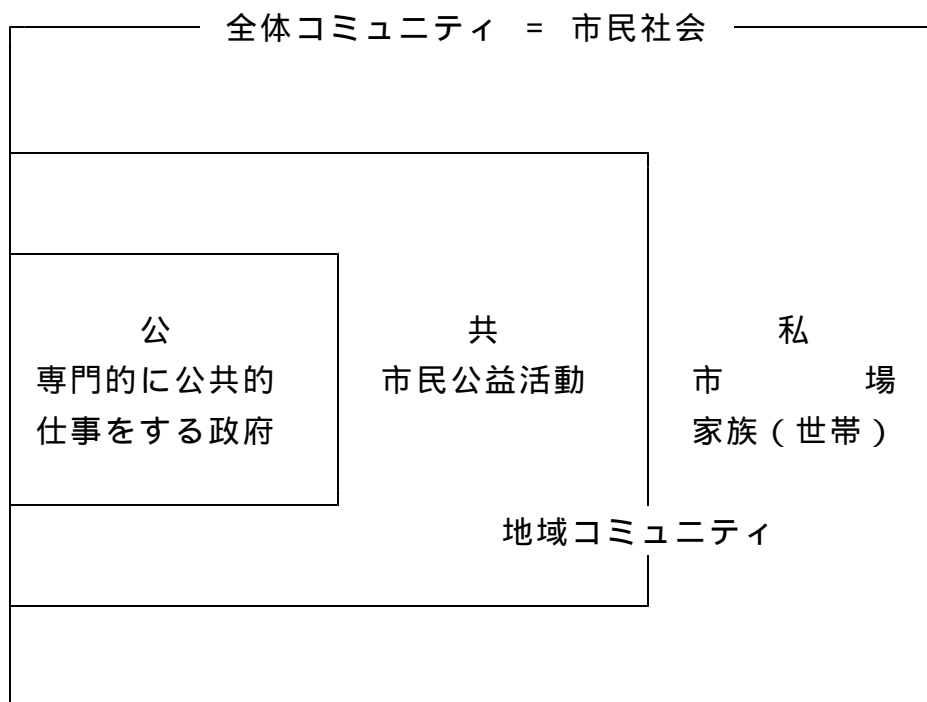 全体コミュニティ = 市民社会
公
専門的に公共的
仕事をする政府
共
市民公益活動
私
市　　　場
家族（世帯）
地域コミュニティ